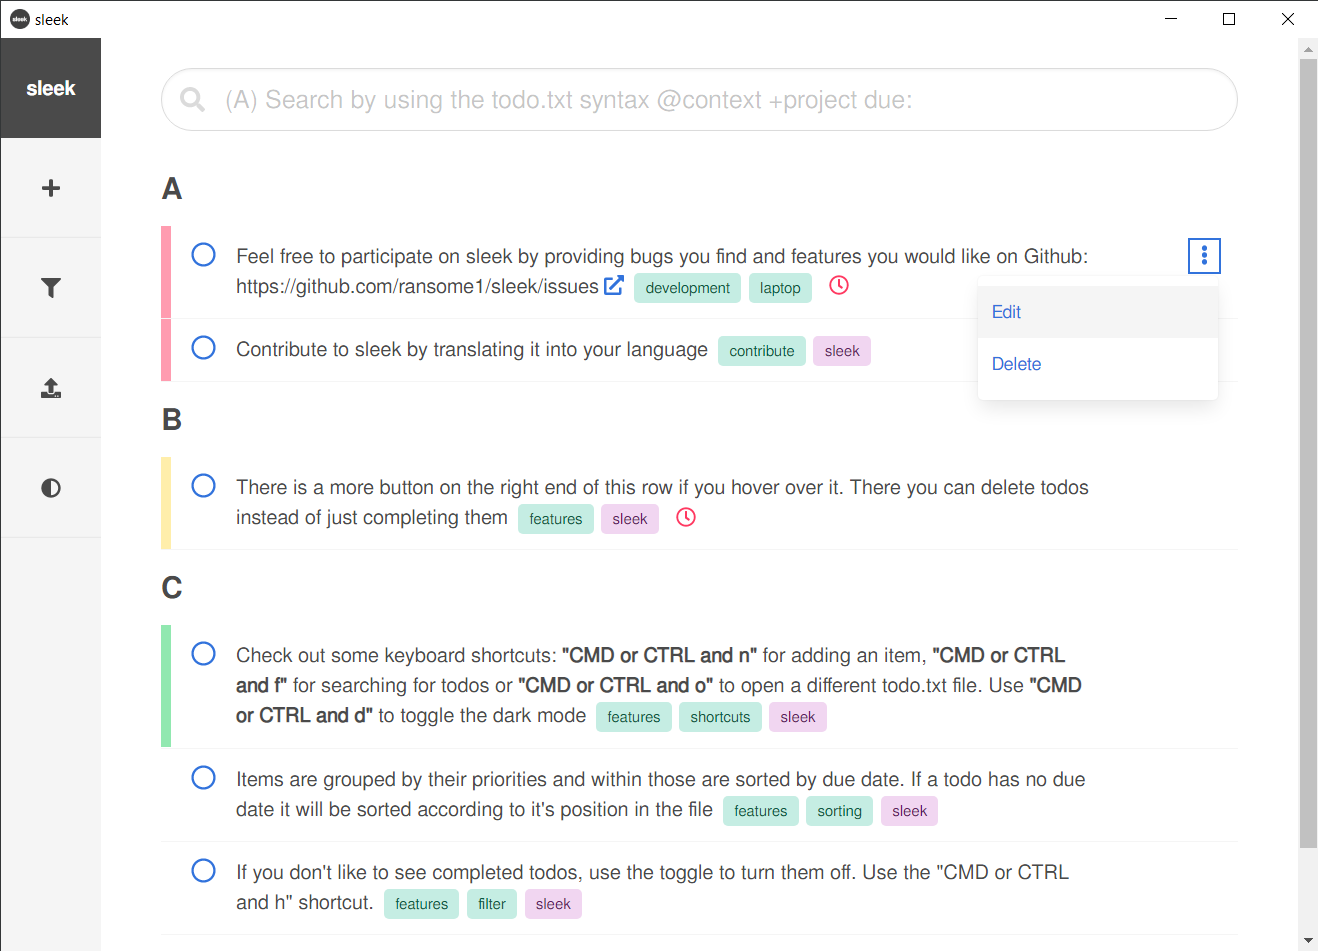 sleek
sleek
(A) Search by using the todo.txt syntax @context +project due:
A
Feel free to participate on sleek by providing bugs you find and features you would like on Github:
https://github.com/ransome1/sleek/issues development laptop
Edit
Contribute to sleek by translating it into your language contribute sleek
Delete
B
There is a more button on the right end of this row if you hover over it. There you can delete todos
instead of just completing them features sleek
C
Check out some keyboard shortcuts: "CMD or CTRL and n" for adding an item, "CMD or CTRL
and f" for searching for todos or "CMD or CTRL and o" to open a different todo.txt file. Use "CMD
or CTRL and d" to toggle the dark mode features shortcuts sleek
Items are grouped by their priorities and within those are sorted by due date. If a todo has no due
date it will be sorted according to it's position in the file features sorting sleek
If you don't like to see completed todos, use the toggle to turn them off. Use the "CMD or CTRL
and h" shortcut. features filter sleek